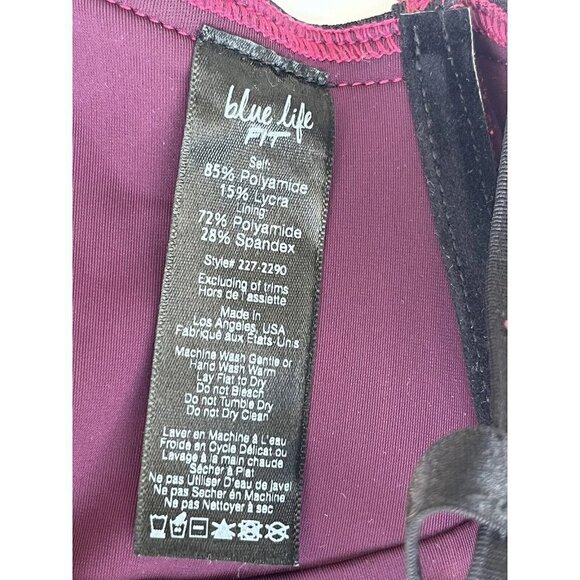 blue life
FIT
Self:
85% Polyamide
15% Lycra
Lining:
72% Polyamide
28% Spandex
Style# 227-2290
Excluding of trims
Hors de l'assiette
Made in
Los Angeles, USA
Fabriqué aux États-Unis
Machine Wash Gentle or
Hand Wash Warm
Lay Flat to Dry
Do not Bleach
Do not Tumble Dry
Do not Dry Clean
Laver en Machine à L'eau
Froide en Cycle Délicat ou
Lavage à la main chaude
Sécher à Plat
Ne pas Utiliser D'eau de javel
Ne pas Secher en Machine
Ne pas Nettoyer à sec